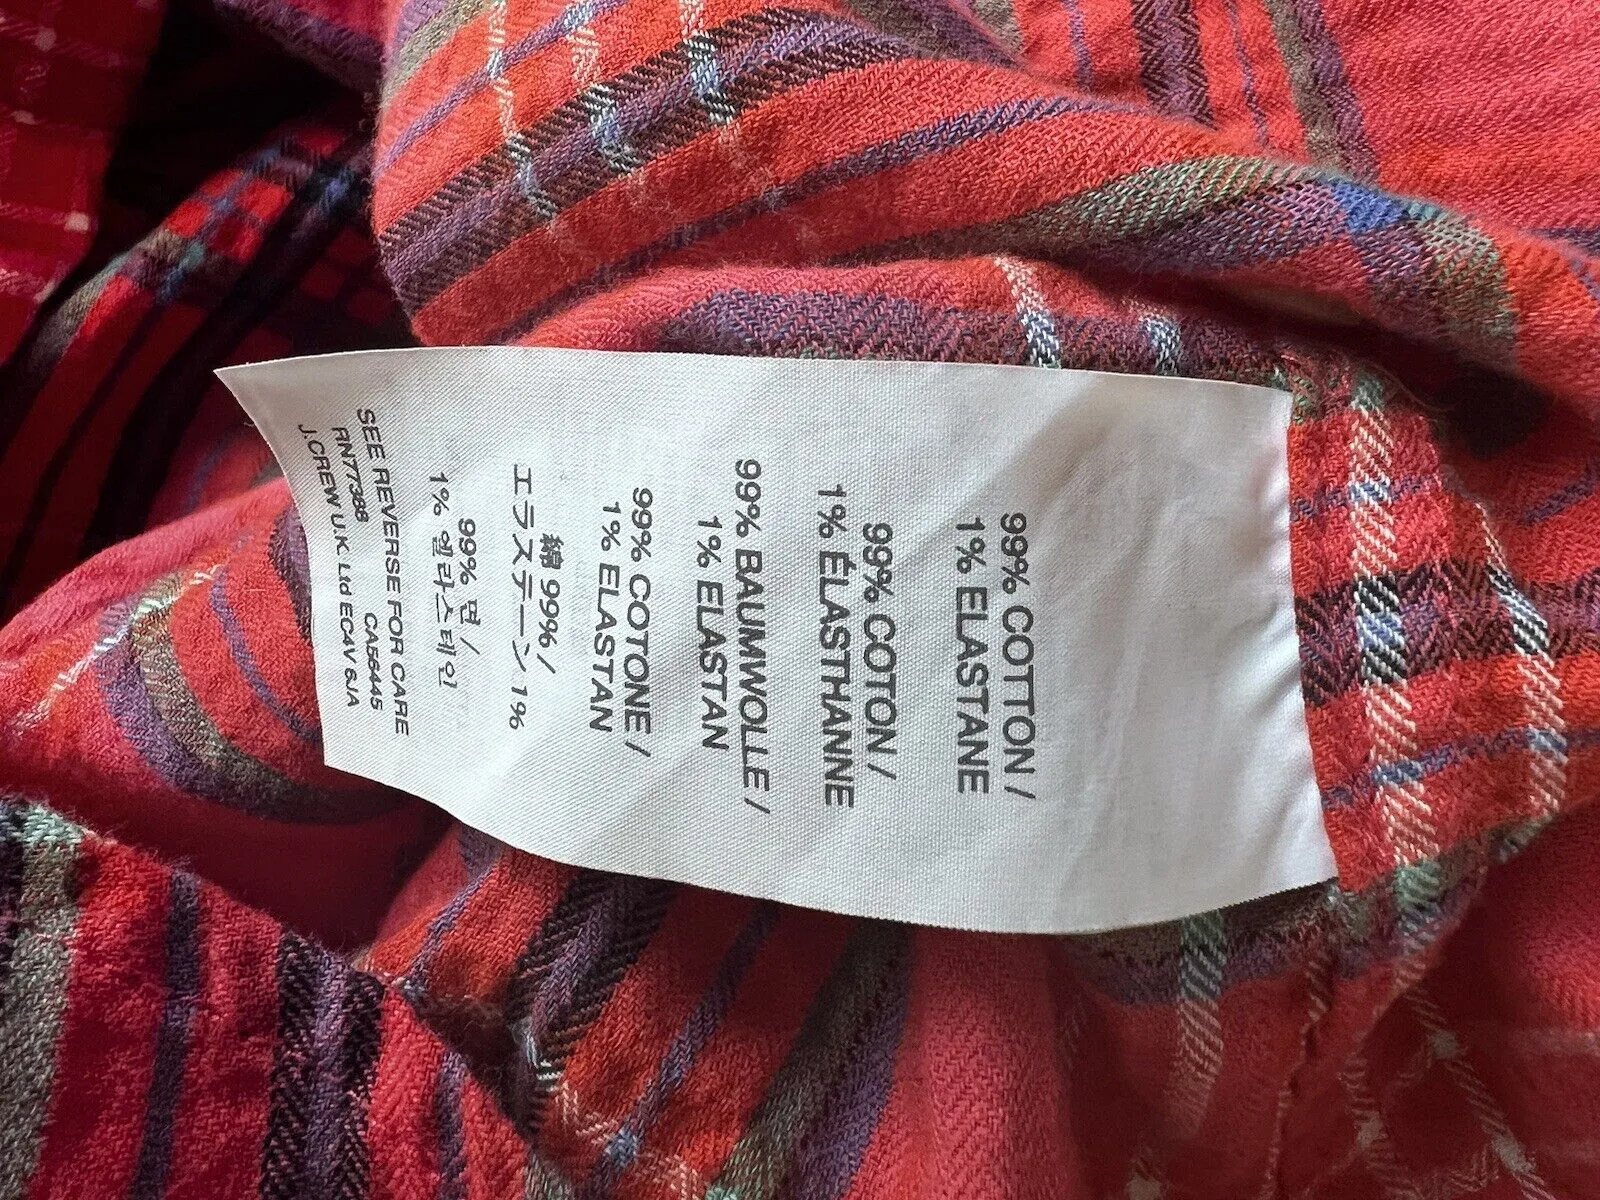 99% COTTON /
1% ELASTANE
99% COTON /
1% ÉLASTHANNE
99% BAUMWOLLE /
1% ELASTAN
99% COTONE /
1% ELASTAN
綿 99% /
エラステーン 1%
99% 면 /
1% 엘라스테인
SEE REVERSE FOR CARE
RN77388 CA56445
J.CREW U.K. Ltd EC4V 6JA